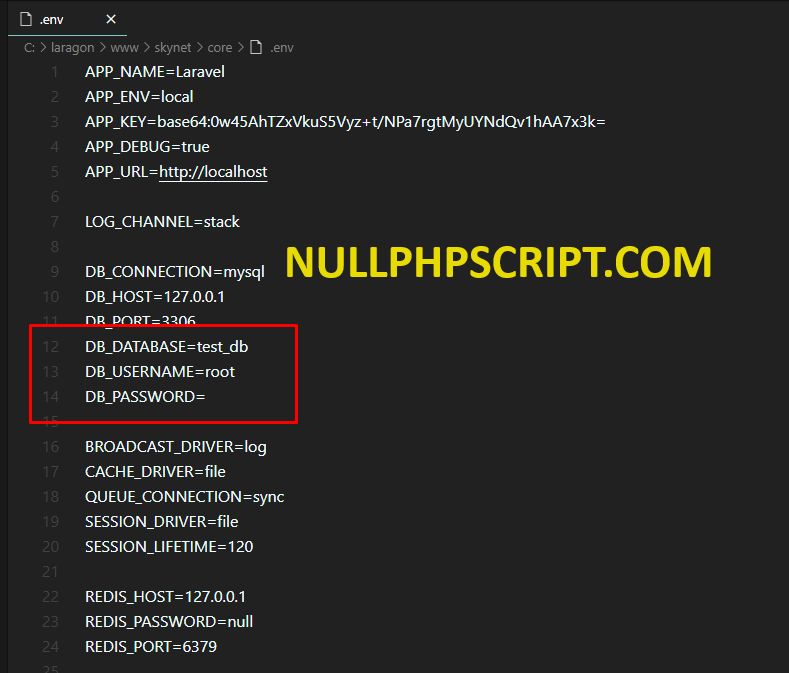 .env
C: > laragon > www > skynet > core > .env
1 APP_NAME=Laravel
2 APP_ENV=local
3 APP_KEY=base64:0w45AhTZxVkuS5Vyz+t/NPa7rgtMyUYNdQv1hAA7x3k=
4 APP_DEBUG=true
5 APP_URL=http://localhost
6
7 LOG_CHANNEL=stack
8
NULLPHPSCRIPT.COM
9 DB_CONNECTION=mysql
10 DB_HOST=127.0.0.1
11 DB_PORT=3306
12 DB_DATABASE=test_db
13 DB_USERNAME=root
14 DB_PASSWORD=
15
16 BROADCAST_DRIVER=log
17 CACHE_DRIVER=file
18 QUEUE_CONNECTION=sync
19 SESSION_DRIVER=file
20 SESSION_LIFETIME=120
21
22 REDIS_HOST=127.0.0.1
23 REDIS_PASSWORD=null
24 REDIS_PORT=6379
25